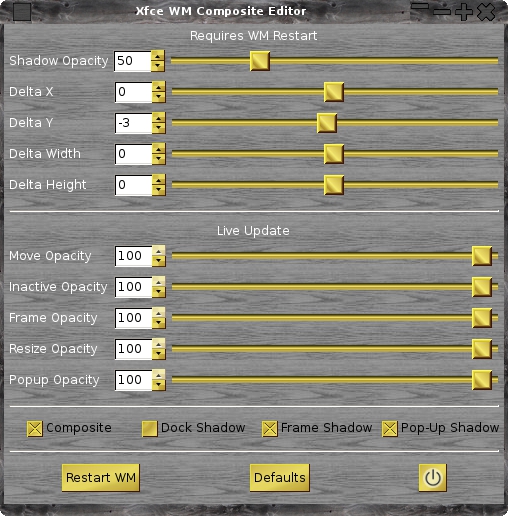 Xfce WM Composite Editor
Requires WM Restart
Shadow Opacity 50
Delta X 0
Delta Y -3
Delta Width 0
Delta Height 0
Live Update
Move Opacity 100
Inactive Opacity 100
Frame Opacity 100
Resize Opacity 100
Popup Opacity 100
Composite Dock Shadow Frame Shadow Pop-Up Shadow
Restart WM Defaults